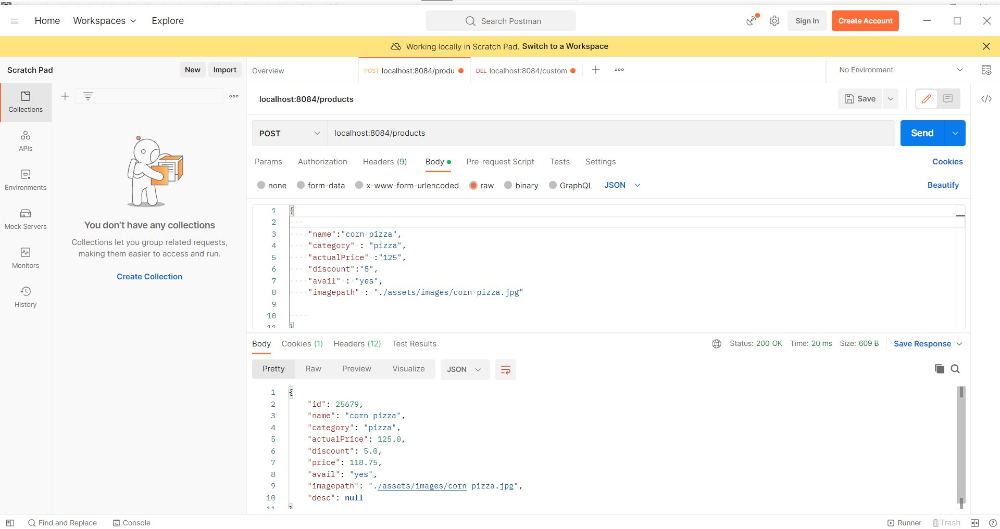 Home Workspaces Explore Search Postman Sign In Create Account
Working locally in Scratch Pad. Switch to a Workspace
Scratch Pad New Import Overview POST localhost:8084/produ DEL localhost:8084/custom No Environment
Collections
APIs
Environments
Mock Servers
Monitors
History
You don't have any collections
Collections let you group related requests,
making them easier to access and run.
Create Collection
localhost:8084/products Save </>
POST localhost:8084/products Send
Params Authorization Headers (9) Body Pre-request Script Tests Settings Cookies
none form-data x-www-form-urlencoded raw binary GraphQL JSON Beautify
1 {
2
3 "name":"corn pizza",
4 "category" : "pizza",
5 "actualPrice" :"125",
6 "discount":"5",
7 "avail" : "yes",
8 "imagepath" : "./assets/images/corn pizza.jpg"
9
10
11 }
Body Cookies (1) Headers (12) Test Results Status: 200 OK Time: 20 ms Size: 609 B Save Response
Pretty Raw Preview Visualize JSON
1 {
2 "id": 25679,
3 "name": "corn pizza",
4 "category": "pizza",
5 "actualPrice": 125.0,
6 "discount": 5.0,
7 "price": 118.75,
8 "avail": "yes",
9 "imagepath": "./assets/images/corn pizza.jpg",
10 "desc": null
11 }
Find and Replace Console Runner Trash